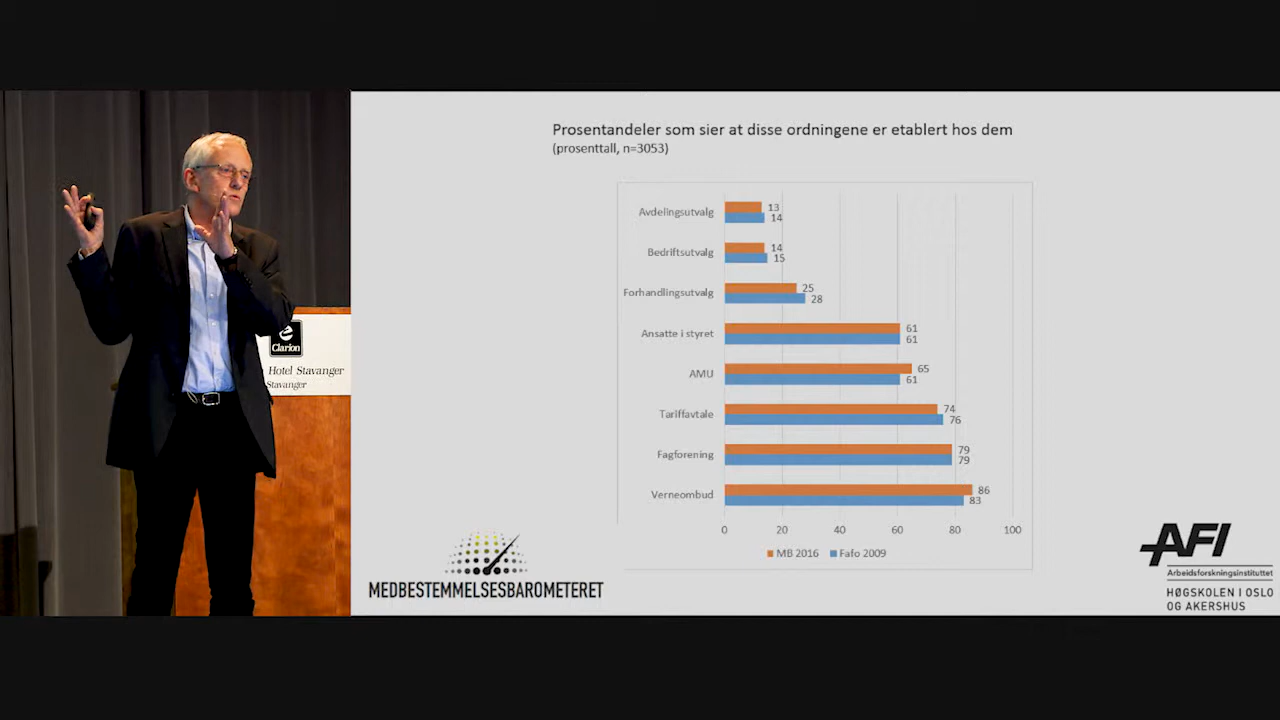 Prosentandeler som sier at disse ordningene er etablert hos dem
(prosenttall, n=3053)
Avdelingsutvalg
13
14
Bedriftsutvalg
14
15
Forhandlingsutvalg
25
28
Ansatte i styret
61
61
AMU
65
61
Tariffavtale
74
76
Fagforening
79
79
Verneombud
86
83
0 20 40 60 80 100
MB 2016 Fafo 2009
MEDBESTEMMELSESBAROMETERET
AFI
Arbeidsforskningsinstituttet
HØGSKOLEN I OSLO
OG AKERSHUS
e
Clarion
Hotel Stavanger
Stavanger